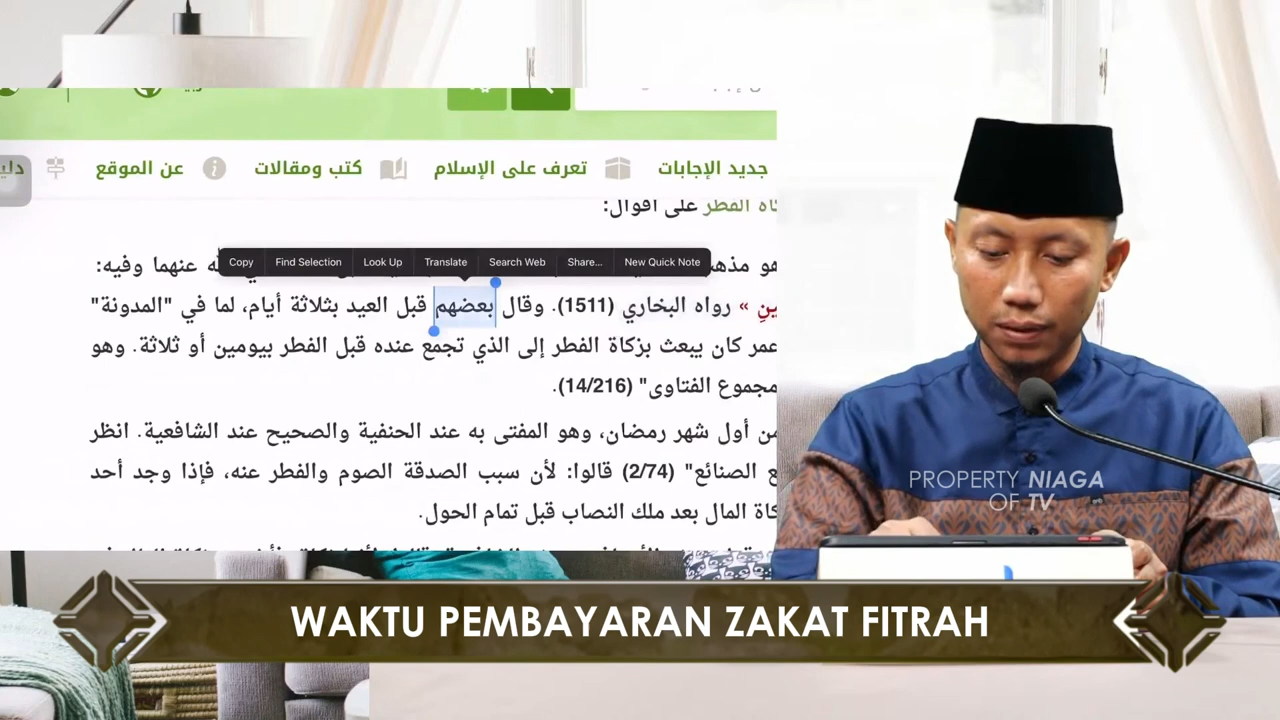 جديد الإجابات تعرف على الإسلام كتب ومقالات عن الموقع
على اقوال:
Copy Find Selection Look Up Translate Search Web Share... New Quick Note
هو عنهما وفيه:
» رواه البخاري (1511). وقال بعضهم قبل العيد بثلاثة أيام، لما في "المدونة"
عمر كان يبعث بزكاة الفطر إلى الذي تجمع عنده قبل الفطر بيومين أو ثلاثة. وهو
مجموع الفتاوى" (14/216).
من أول شهر رمضان، وهو المفتى به عند الحنفية والصحيح عند الشافعية. انظر
الصنائع" (2/74) قالوا: لأن سبب الصدقة الصوم والفطر عنه، فإذا وجد أحد
المال بعد ملك النصاب قبل تمام الحول.
PROPERTY NIAGA
OF TV
WAKTU PEMBAYARAN ZAKAT FITRAH